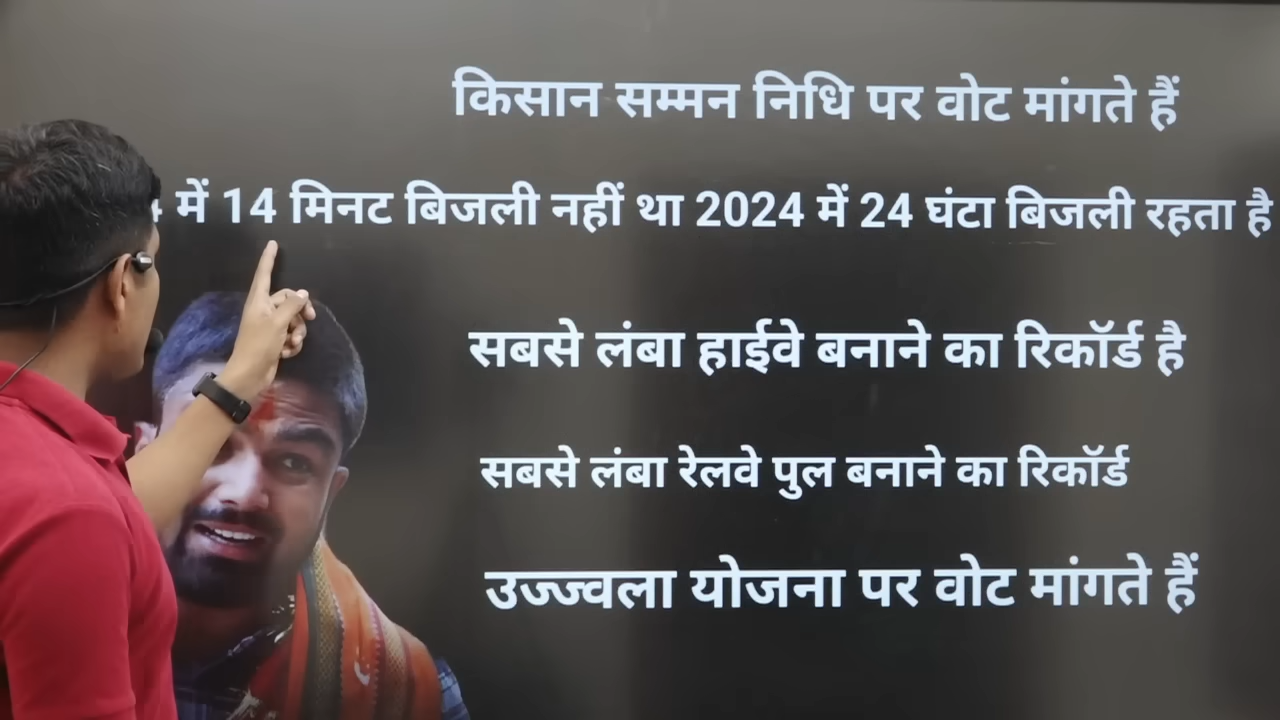 किसान सम्मन निधि पर वोट मांगते हैं
में 14 मिनट बिजली नहीं था 2024 में 24 घंटा बिजली रहता है
सबसे लंबा हाईवे बनाने का रिकॉर्ड है
सबसे लंबा रेलवे पुल बनाने का रिकॉर्ड
उज्ज्वला योजना पर वोट मांगते हैं